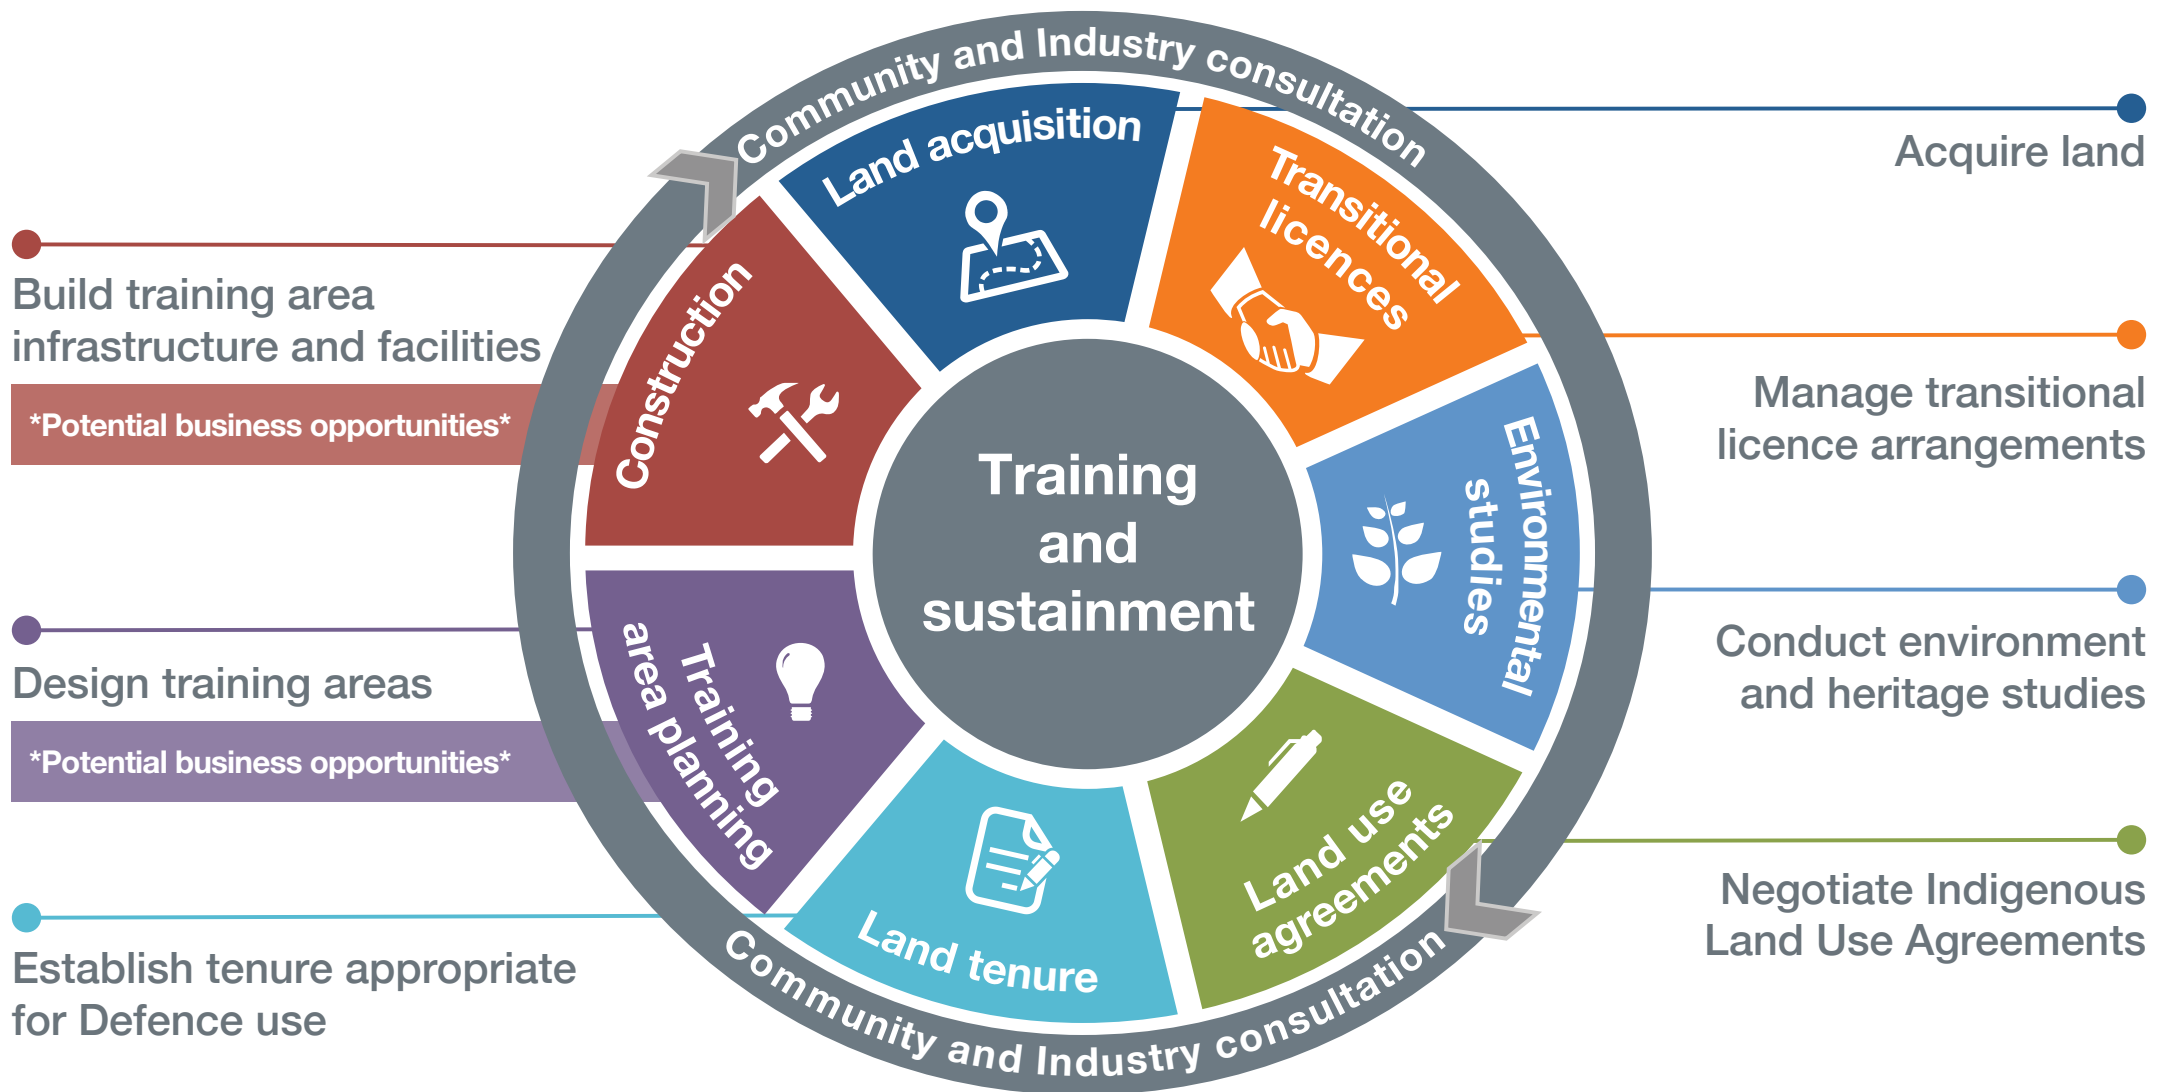 Community and Industry consultation
Land acquisition
Acquire land
Transitional
licences
Manage transitional
licence arrangements
Environmental
studies
Conduct environment
and heritage studies
Land use
agreements
Negotiate Indigenous
Land Use Agreements
Land tenure
Establish tenure appropriate
for Defence use
Training
area planning
Design training areas
*Potential business opportunities*
Construction
Build training area
infrastructure and facilities
*Potential business opportunities*
Training
and
sustainment
Community and Industry consultation